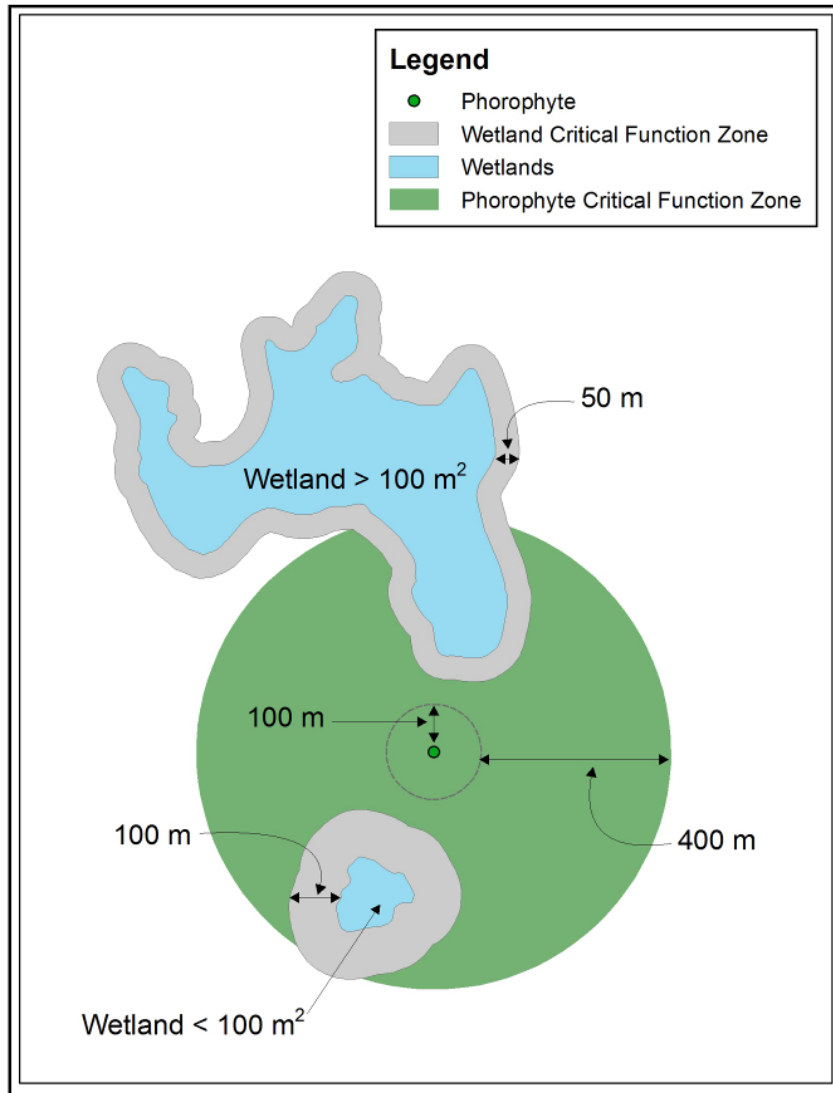 Legend
Phorophyte
Wetland Critical Function Zone
Wetlands
Phorophyte Critical Function Zone
50 m
Wetland > 100 m²
100 m
100 m
400 m
Wetland < 100 m²